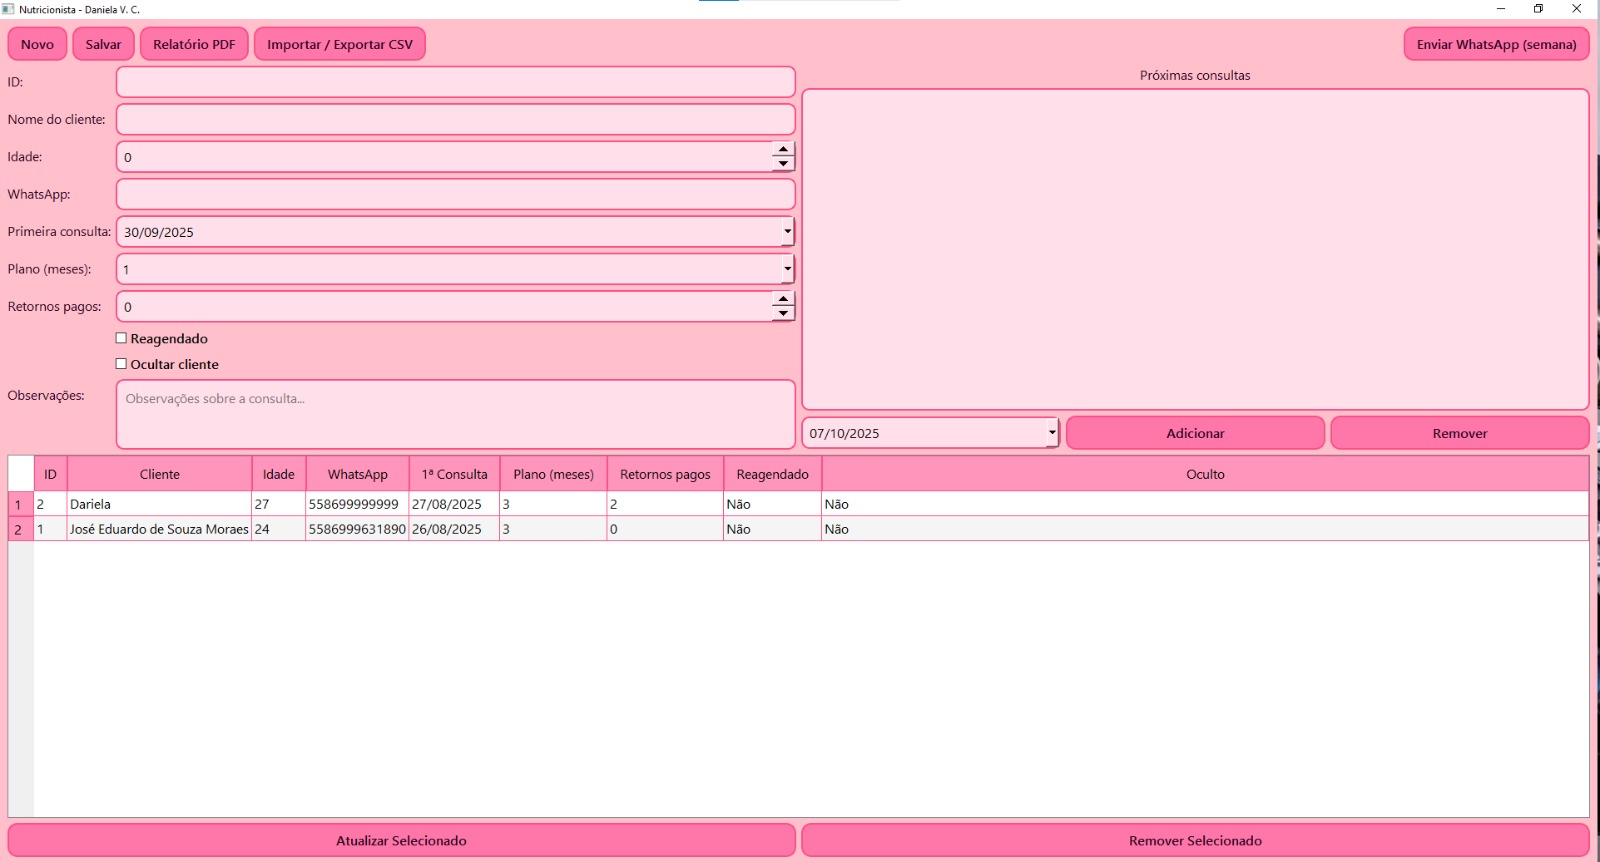 Nutricionista - Daniela V. C.
Novo
Salvar
Relatório PDF
Importar / Exportar CSV
Enviar WhatsApp (semana)
ID:
Nome do cliente:
Idade:
0
WhatsApp:
Primeira consulta:
30/09/2025
Plano (meses):
1
Retornos pagos:
0
Reagendado
Ocultar cliente
Observações:
Observações sobre a consulta...
Próximas consultas
07/10/2025
Adicionar
Remover
ID Cliente Idade WhatsApp 1ª Consulta Plano (meses) Retornos pagos Reagendado Oculto
1 2 Dariela 27 558699999999 27/08/2025 3 2 Não Não
2 1 José Eduardo de Souza Moraes 24 5586999631890 26/08/2025 3 0 Não Não
Atualizar Selecionado
Remover Selecionado